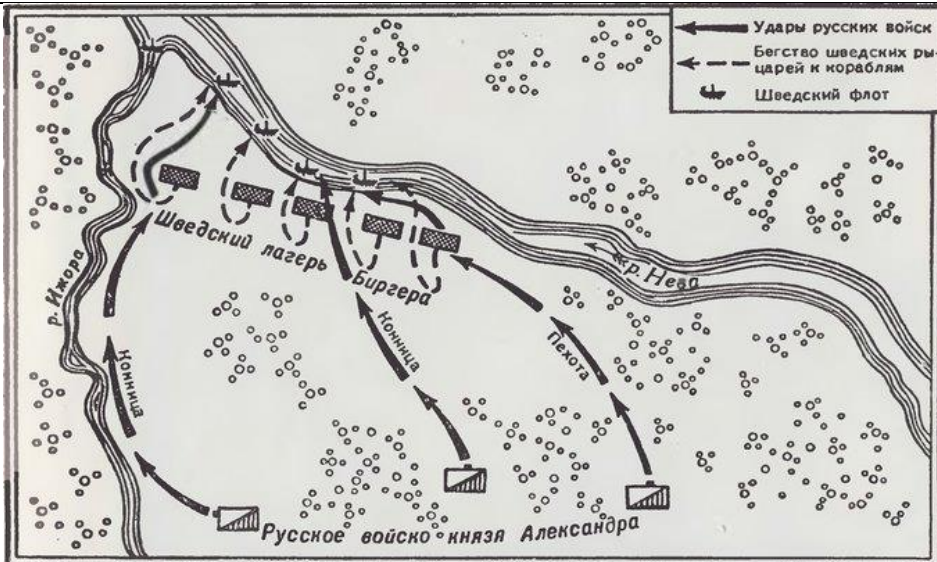 Удары русских войск
Бегство шведских ры-
царей к кораблям
Шведский флот
Шведский лагерь
Биргера
р. Ижора
р. Нева
Конница
Конница
Пехота
Русское войско князя Александра